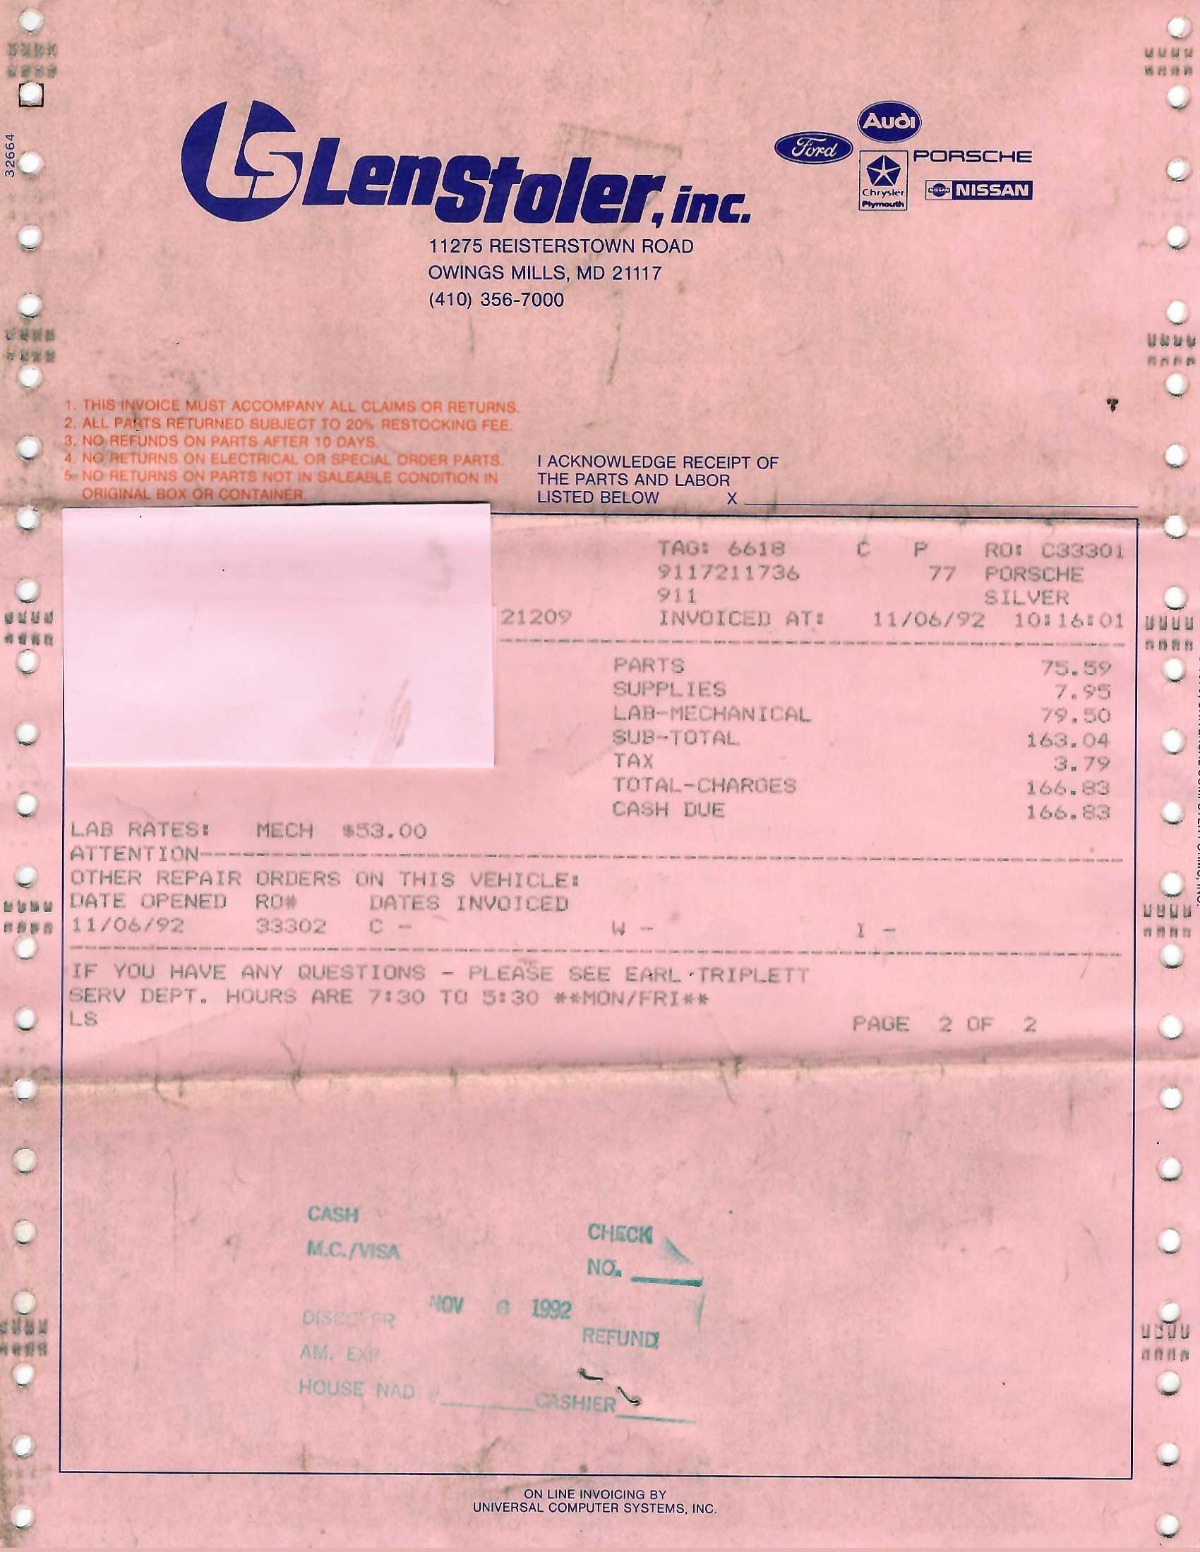 32664
LS LenStoler, inc.
Audi
Ford
PORSCHE
Chrysler
Plymouth
NISSAN NISSAN
11275 REISTERSTOWN ROAD
OWINGS MILLS, MD 21117
(410) 356-7000
1. THIS INVOICE MUST ACCOMPANY ALL CLAIMS OR RETURNS.
2. ALL PARTS RETURNED SUBJECT TO 20% RESTOCKING FEE.
3. NO REFUNDS ON PARTS AFTER 10 DAYS.
4. NO RETURNS ON ELECTRICAL OR SPECIAL ORDER PARTS.
5. NO RETURNS ON PARTS NOT IN SALEABLE CONDITION IN
ORIGINAL BOX OR CONTAINER.
I ACKNOWLEDGE RECEIPT OF
THE PARTS AND LABOR
LISTED BELOW X
TAG: 6618 C P RO: C33301
9117211736 77 PORSCHE
911 SILVER
21209 INVOICED AT: 11/06/92 10:16:01
PARTS 75.59
SUPPLIES 7.95
LAB-MECHANICAL 79.50
SUB-TOTAL 163.04
TAX 3.79
TOTAL-CHARGES 166.83
CASH DUE 166.83
LAB RATES: MECH $53.00
ATTENTION
OTHER REPAIR ORDERS ON THIS VEHICLE:
DATE OPENED RO# DATES INVOICED
11/06/92 33302 C - W - I -
IF YOU HAVE ANY QUESTIONS - PLEASE SEE EARL TRIPLETT
SERV DEPT. HOURS ARE 7:30 TO 5:30 **MON/FRI**
LS PAGE 2 OF 2
CASH CHECK
M.C./VISA NO.
NOV 6 1992
DISCOVER REFUND
AM. EXP.
HOUSE NAD # CASHIER
ON LINE INVOICING BY
UNIVERSAL COMPUTER SYSTEMS, INC.